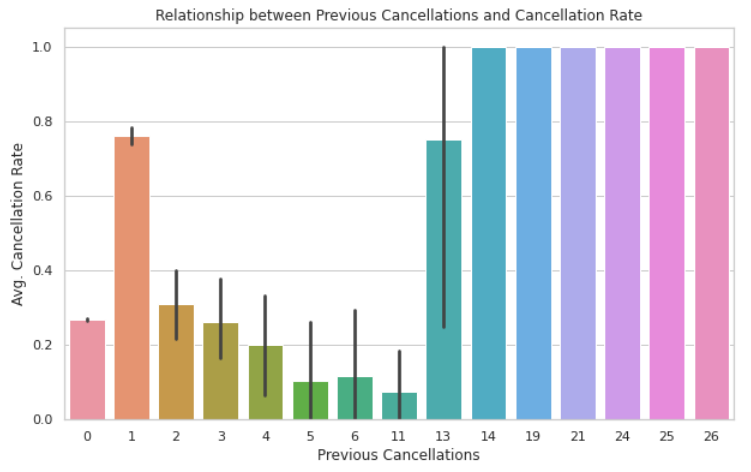 Relationship between Previous Cancellations and Cancellation Rate
Avg. Cancellation Rate
1.0
0.8
0.6
0.4
0.2
0.0
0 1 2 3 4 5 6 11 13 14 19 21 24 25 26
Previous Cancellations